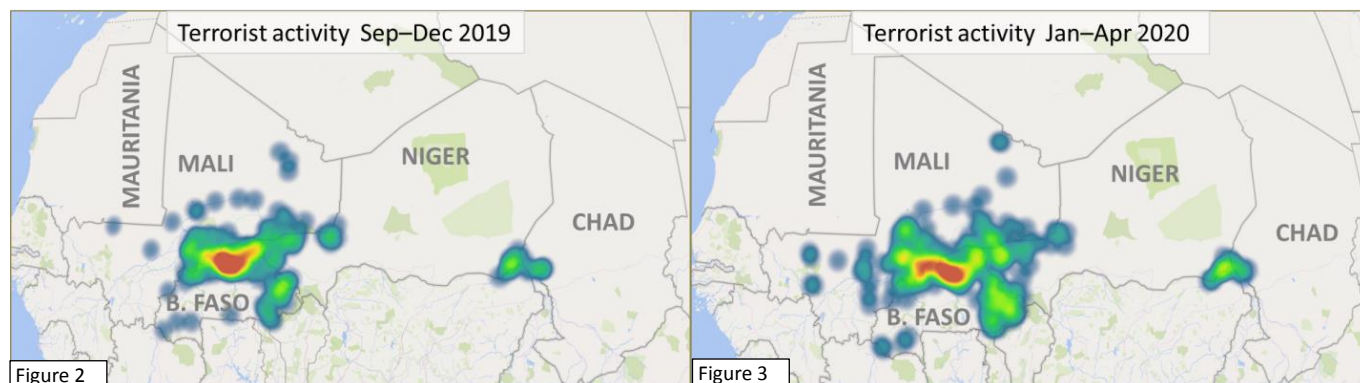 Terrorist activity Sep–Dec 2019
MAURITANIA
MALI
NIGER
CHAD
B. FASO
Figure 2
Terrorist activity Jan–Apr 2020
MAURITANIA
MALI
NIGER
CHAD
B. FASO
Figure 3